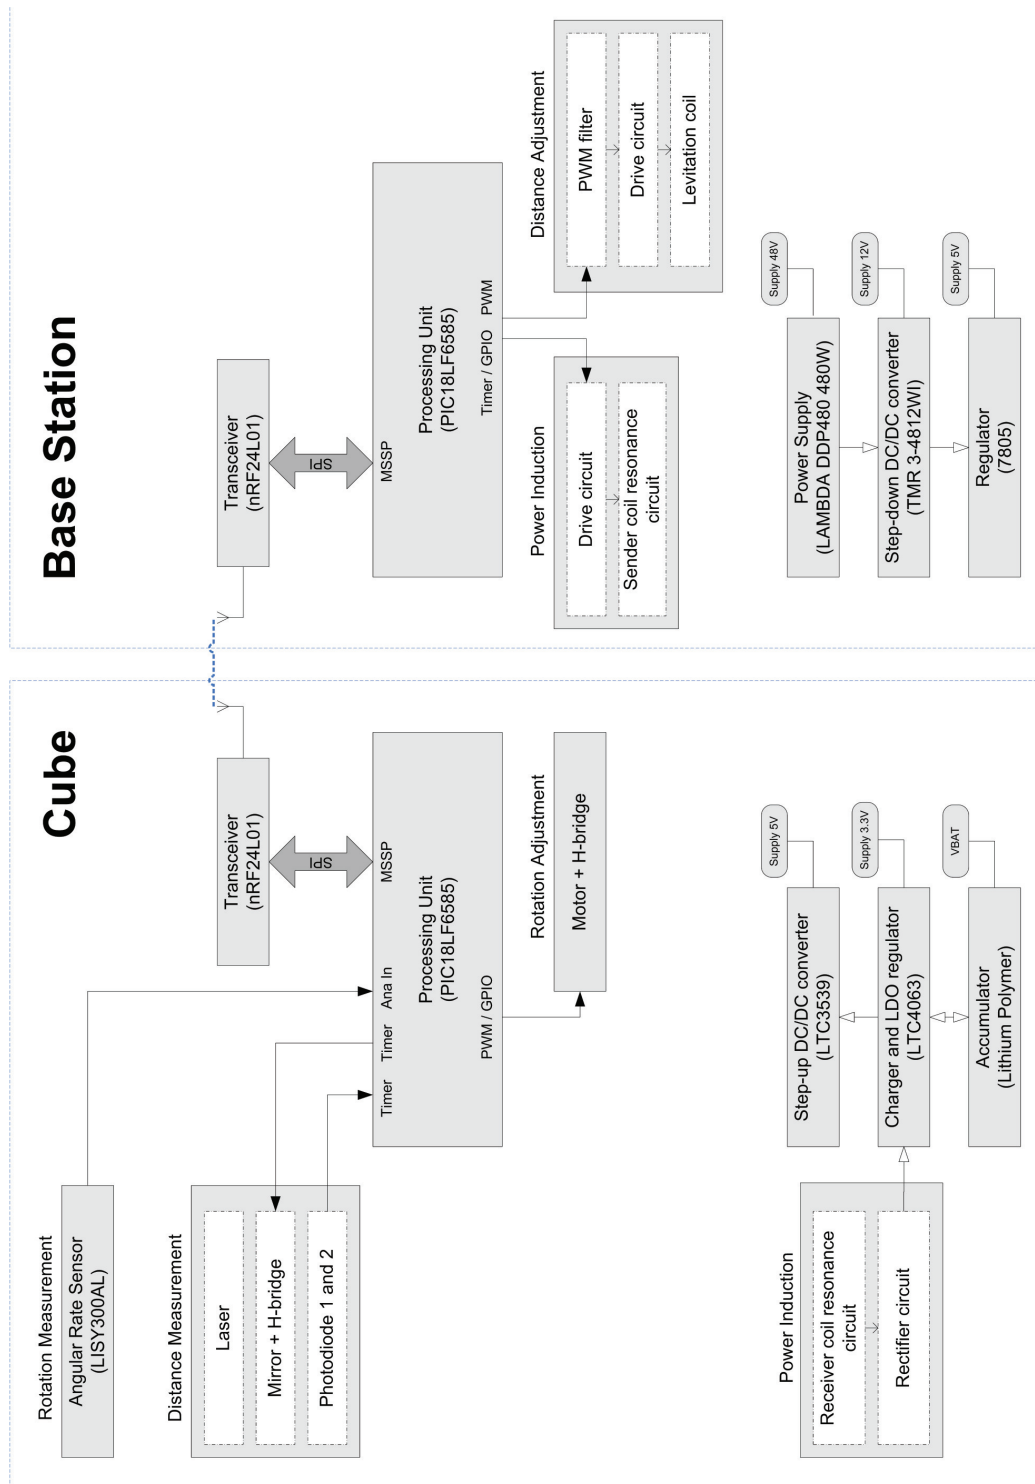 Cube
Rotation Measurement
Angular Rate Sensor
(LISY300AL)
Distance Measurement
Laser
Mirror + H-bridge
Photodiode 1 and 2
Transceiver
(nRF24L01)
SPI
Timer
Timer
Ana In
MSSP
Processing Unit
(PIC18LF6585)
PWM / GPIO
Rotation Adjustment
Motor + H-bridge
Power Induction
Receiver coil resonance
circuit
Rectifier circuit
Step-up DC/DC converter
(LTC3539)
Charger and LDO regulator
(LTC4063)
Accumulator
(Lithium Polymer)
Supply 5V
Supply 3.3V
VBAT
Base Station
Transceiver
(nRF24L01)
SPI
MSSP
Processing Unit
(PIC18LF6585)
Timer / GPIO
PWM
Power Induction
Drive circuit
Sender coil resonance
circuit
Distance Adjustment
PWM filter
Drive circuit
Levitation coil
Power Supply
(LAMBDA DDP480 480W)
Step-down DC/DC converter
(TMR 3-4812WI)
Regulator
(7805)
Supply 48V
Supply 12V
Supply 5V